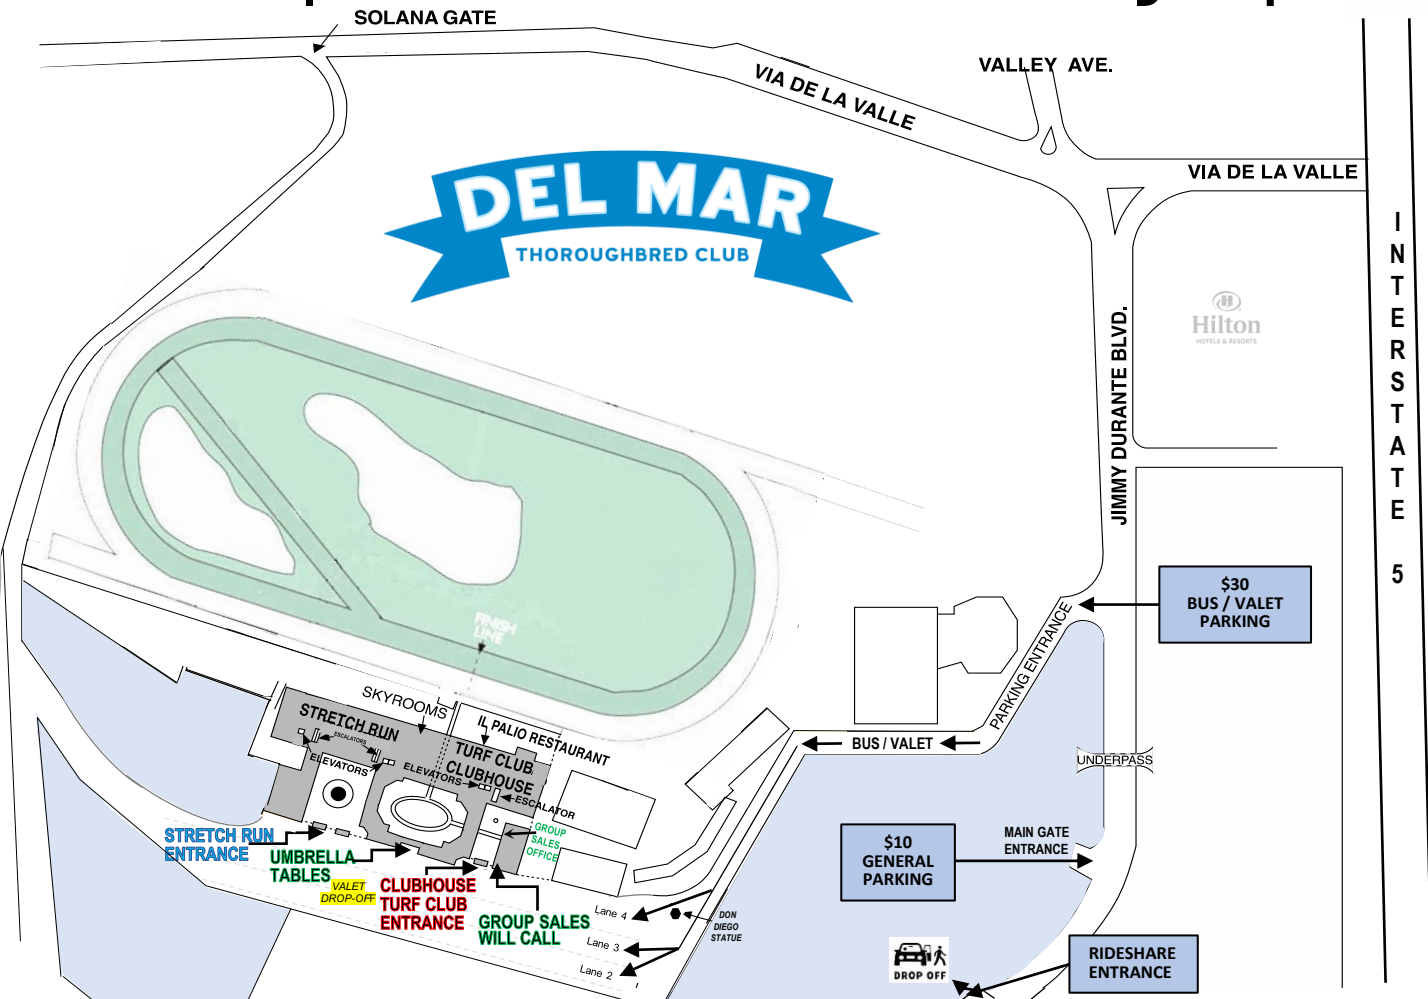 SOLANA GATE
VALLEY AVE.
VIA DE LA VALLE
VIA DE LA VALLE
DEL MAR
THOROUGHBRED CLUB
INTERSTATE 5
Hilton
HOTELS & RESORTS
JIMMY DURANTE BLVD.
$30
BUS / VALET
PARKING
PARKING ENTRANCE
FINISH
LINE
SKYROOMS
STRETCH RUN
ESCALATORS
ELEVATORS
IL PALIO RESTAURANT
TURF CLUB
CLUBHOUSE
ELEVATORS
ESCALATOR
BUS / VALET
UNDERPASS
GROUP
SALES
OFFICE
STRETCH RUN
ENTRANCE
UMBRELLA
TABLES
VALET
DROP-OFF
CLUBHOUSE
TURF CLUB
ENTRANCE
GROUP SALES
WILL CALL
MAIN GATE
ENTRANCE
$10
GENERAL
PARKING
Lane 4
Lane 3
Lane 2
DON
DIEGO
STATUE
DROP OFF
RIDESHARE
ENTRANCE